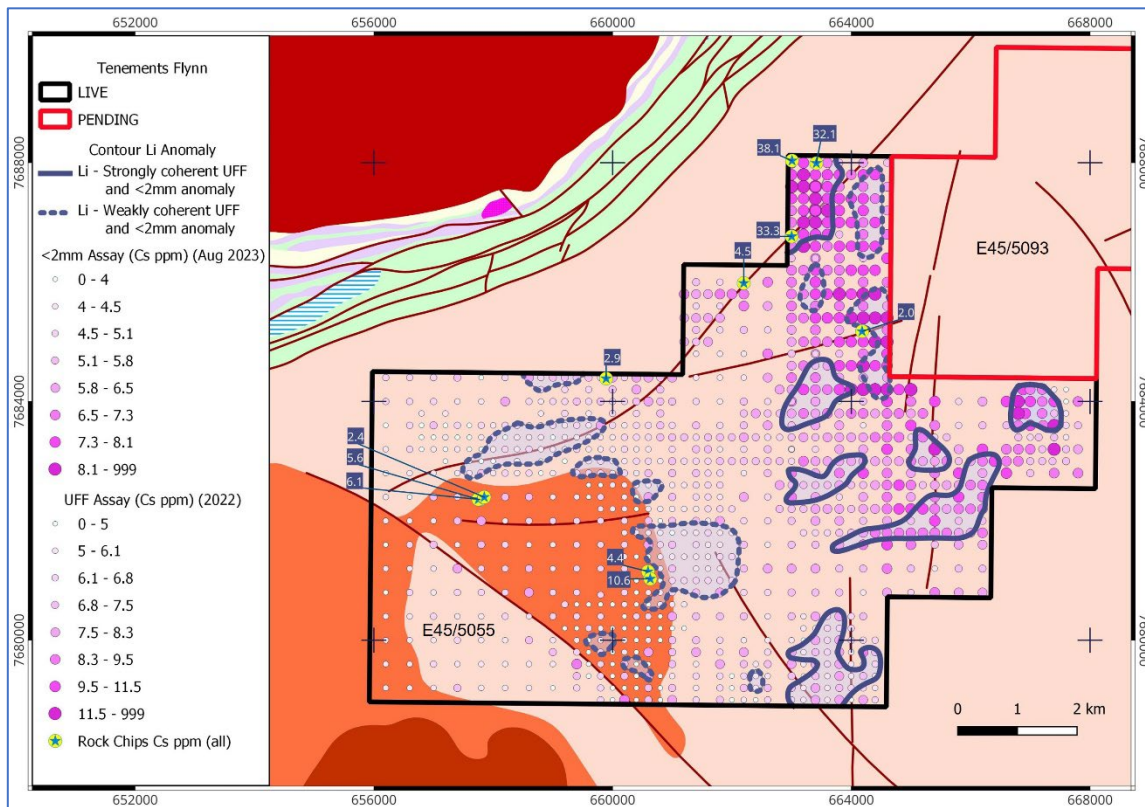 652000 656000 660000 664000 668000
Tenements Flynn
LIVE
PENDING
Contour Li Anomaly
Li - Strongly coherent UFF
and <2mm anomaly
Li - Weakly coherent UFF
and <2mm anomaly
<2mm Assay (Cs ppm) (Aug 2023)
0 - 4
4 - 4.5
4.5 - 5.1
5.1 - 5.8
5.8 - 6.5
6.5 - 7.3
7.3 - 8.1
8.1 - 999
UFF Assay (Cs ppm) (2022)
0 - 5
5 - 6.1
6.1 - 6.8
6.8 - 7.5
7.5 - 8.3
8.3 - 9.5
9.5 - 11.5
11.5 - 999
Rock Chips Cs ppm (all)
7688000
7684000
7680000
38.1
32.1
33.3
4.5
2.0
2.9
2.4
5.6
6.1
4.4
10.6
E45/5093
E45/5055
0 1 2 km
7688000
7684000
7680000
652000 656000 660000 664000 668000